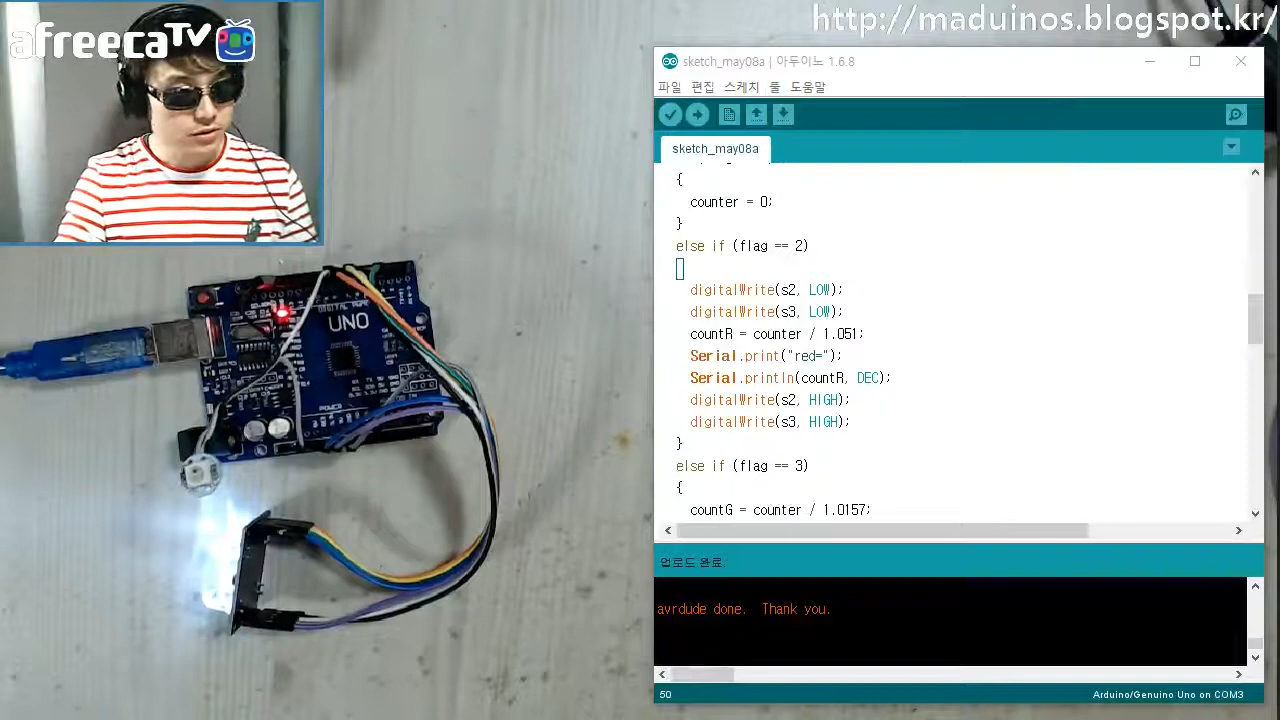 afreecaTV
http://maduinos.blogspot.kr/
sketch_may08a | 아두이노 1.6.8
파일 편집 스케치 툴 도움말
sketch_may08a
{
counter = 0;
}
else if (flag == 2)
digitalWrite(s2, LOW);
digitalWrite(s3, LOW);
countR = counter / 1.051;
Serial.print("red=");
Serial.println(countR, DEC);
digitalWrite(s2, HIGH);
digitalWrite(s3, HIGH);
}
else if (flag == 3)
{
countG = counter / 1.0157;
업로드 완료.
avrdude done. Thank you.
50
Arduino/Genuino Uno on COM3
UNO